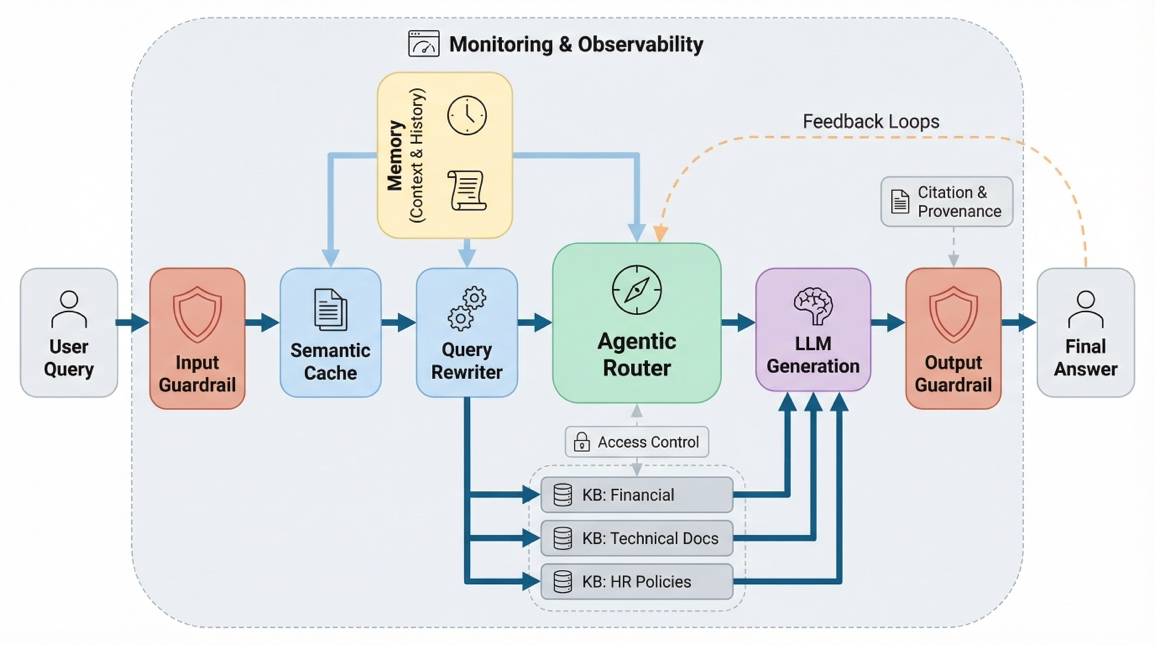 Monitoring & Observability
Memory
(Context & History)
Feedback Loops
Citation &
Provenance
User
Query
Input
Guardrail
Semantic
Cache
Query
Rewriter
Agentic
Router
LLM
Generation
Output
Guardrail
Final
Answer
Access Control
KB: Financial
KB: Technical Docs
KB: HR Policies